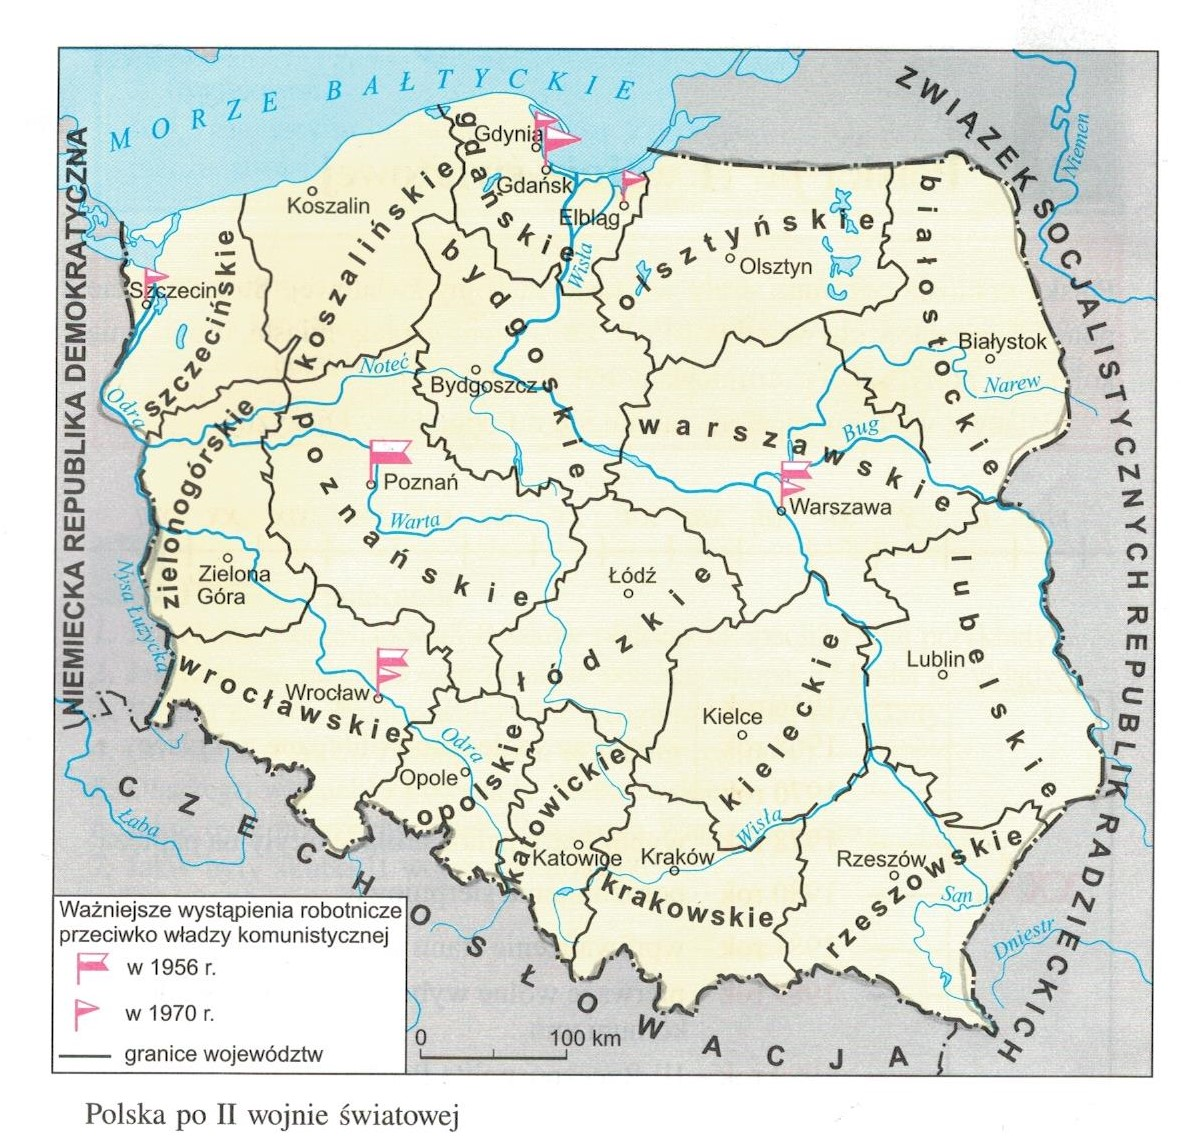 MORZE BAŁTYCKIE
ZWIĄZEK SOCJALISTYCZNYCH REPUBLIK RADZIECKICH
NIEMIECKA REPUBLIKA DEMOKRATYCZNA
CZECHOSŁOWACJA
Niemen
Gdynia
gdańskie
Gdańsk
Elbląg
Koszalin
koszalińskie
Wisła
olsztyńskie
Olsztyn
białostockie
Białystok
Narew
Szczecin
szczecińskie
bydgoskie
Bydgoszcz
Noteć
Odra
warszawskie
Bug
Warszawa
zielonogórskie
poznańskie
Poznań
Warta
Zielona
Góra
Nysa Łużycka
Łódź
łódzkie
lubelskie
Lublin
wrocławskie
Wrocław
Odra
Opole
opolskie
Kielce
kieleckie
katowickie
Katowice
Kraków
krakowskie
Wisła
Rzeszów
rzeszowskie
San
Dniestr
Łaba
Ważniejsze wystąpienia robotnicze
przeciwko władzy komunistycznej
w 1956 r.
w 1970 r.
granice województw
0 100 km
Polska po II wojnie światowej